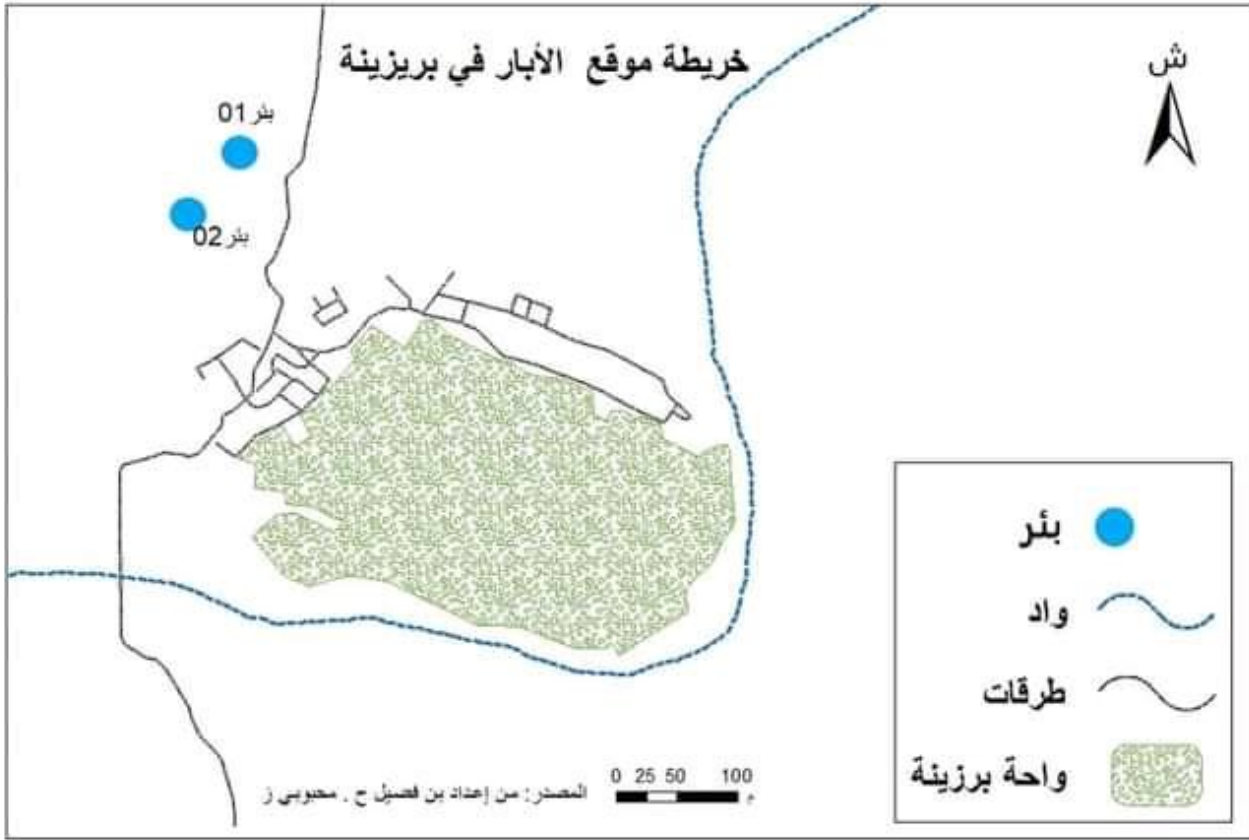 خريطة موقع الأبار في بريزينة
ش
بئر 01
بئر 02
بئر
واد
طرقات
واحة برزينة
0 25 50 100
م
المصدر: من إعداد بن فضيل ح . محبوبي ز